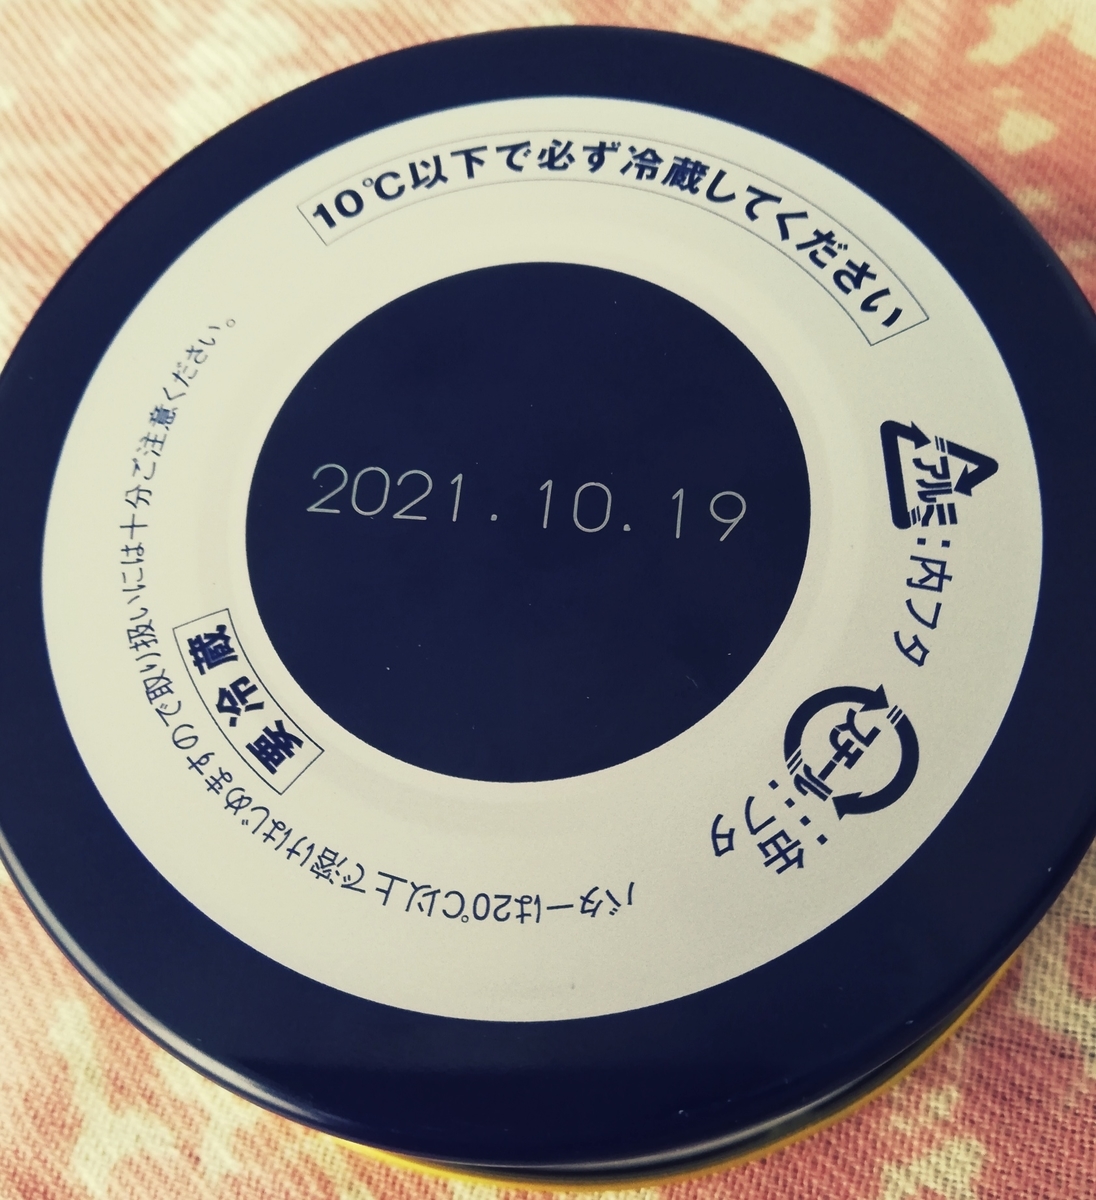 10℃以下で必ず冷蔵してください
アルミ:内フタ
スチール:缶
:フタ
バターは20℃以上で溶けはじめますので取り扱いには十分ご注意ください。
要冷蔵
2021.10.19